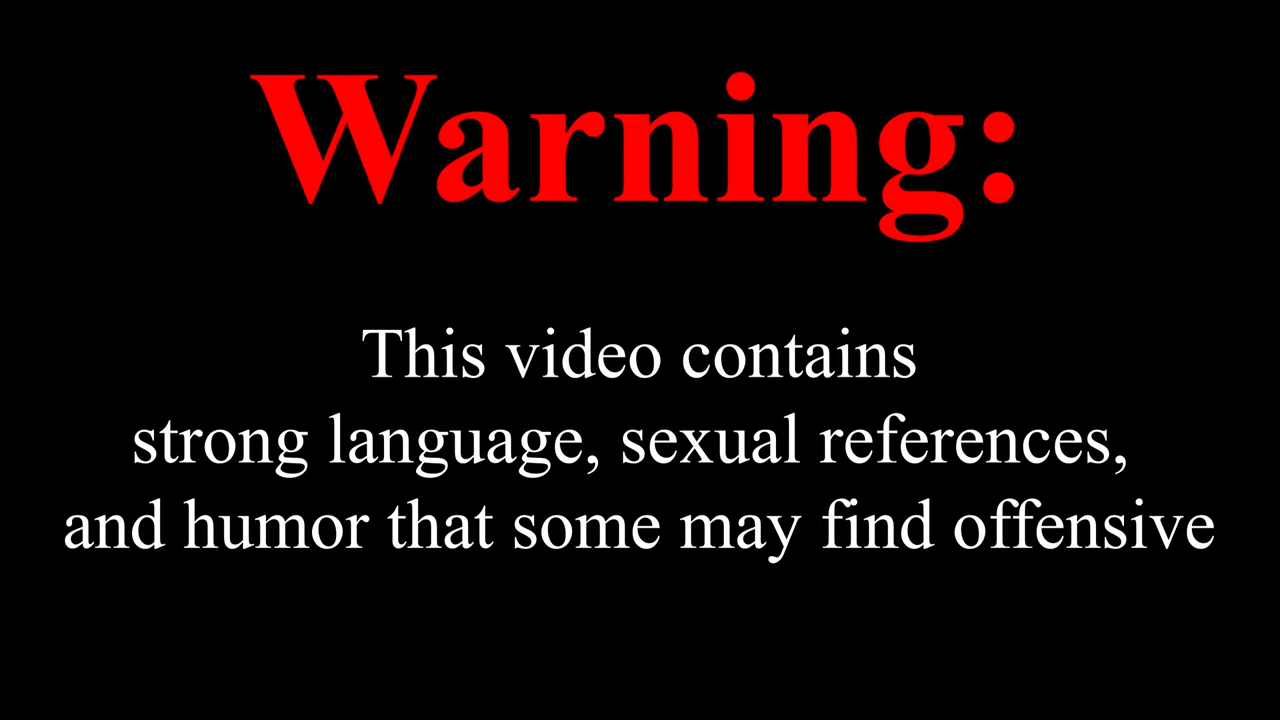 Warning:
This video contains
strong language, sexual references,
and humor that some may find offensive